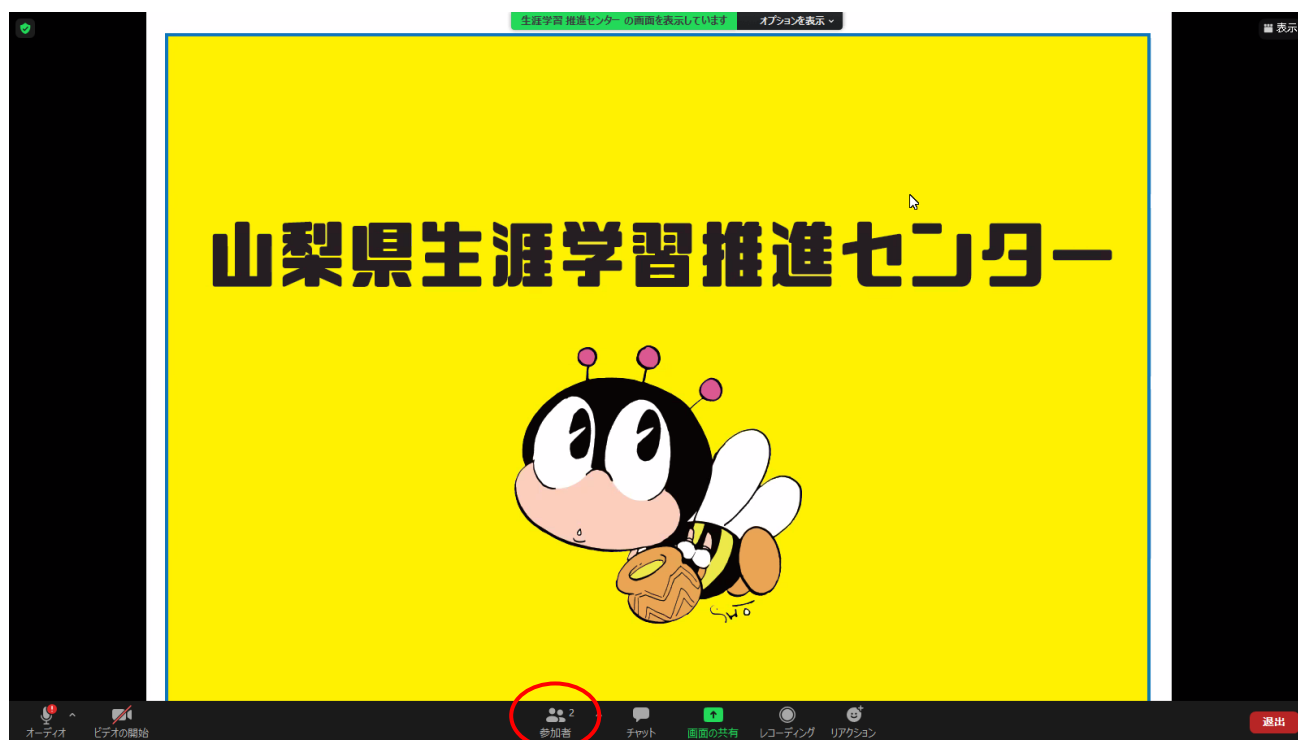 生涯学習 推進センター の画面を表示しています オプションを表示
表示
山梨県生涯学習推進センター
2
オーディオ ビデオの開始 参加者 チャット 画面の共有 レコーディング リアクション 退出